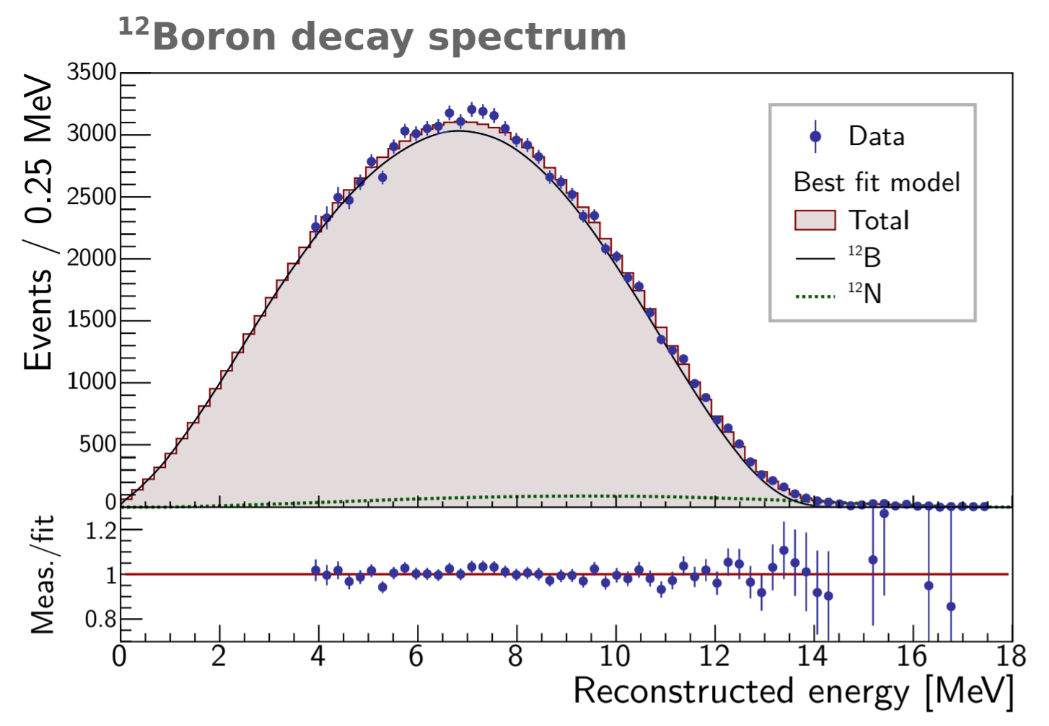 ¹²Boron decay spectrum
Events / 0.25 MeV
3500
3000
2500
2000
1500
1000
500
0
Data
Best fit model
Total
¹²B
¹²N
Meas./fit
1.2
1
0.8
0 2 4 6 8 10 12 14 16 18
Reconstructed energy [MeV]